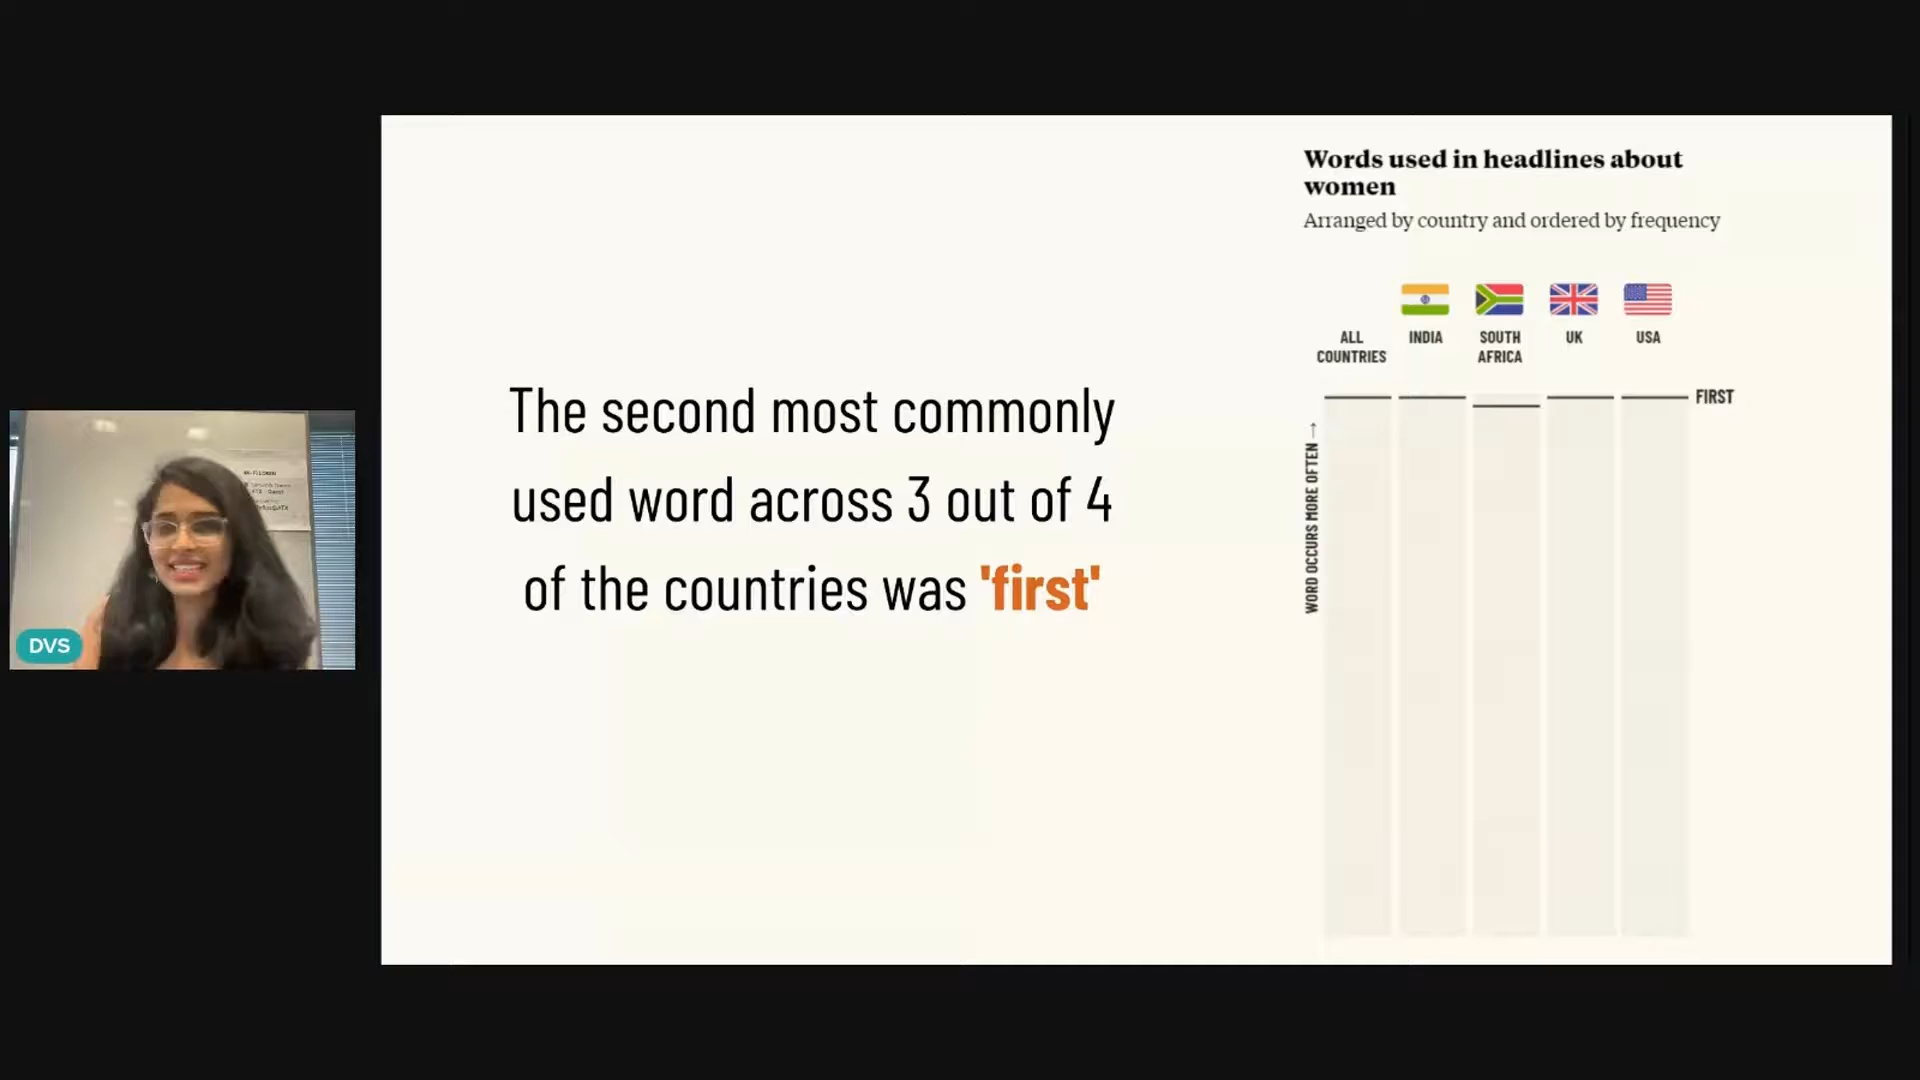 Words used in headlines about
women
Arranged by country and ordered by frequency
ALL
COUNTRIES
INDIA
SOUTH
AFRICA
UK
USA
FIRST
WORD OCCURS MORE OFTEN →
The second most commonly
used word across 3 out of 4
of the countries was 'first'
DVS